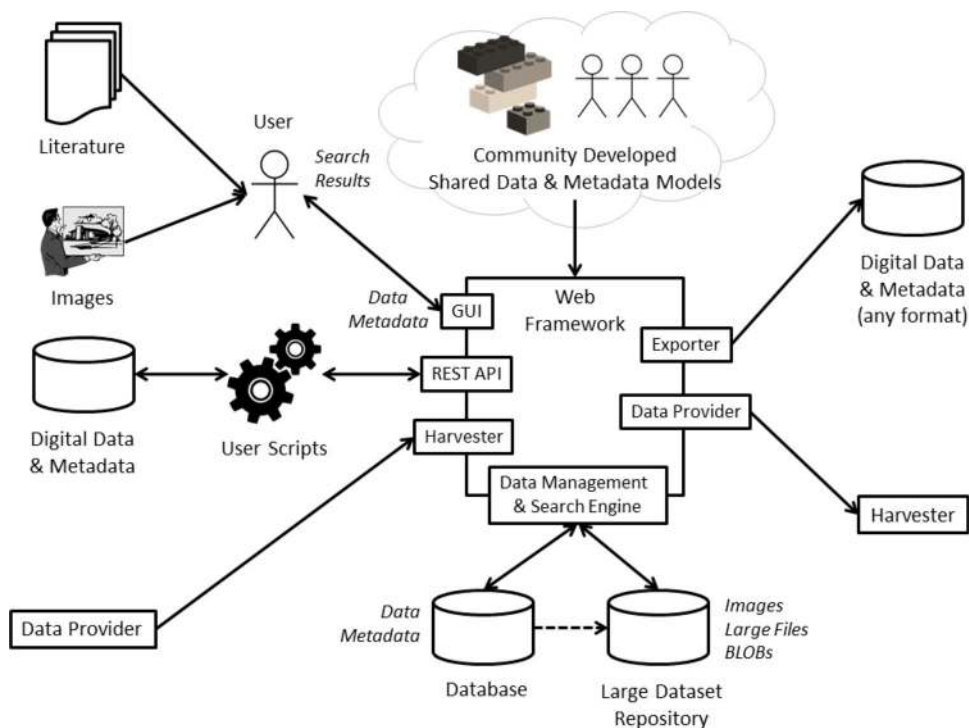 Literature
User
Search
Results
Images
Community Developed
Shared Data & Metadata Models
Digital Data
& Metadata
(any format)
Data
Metadata
GUI
Web
Framework
Exporter
REST API
Data Provider
Harvester
Digital Data
& Metadata
User Scripts
Data Management
& Search Engine
Harvester
Data Provider
Data
Metadata
Images
Large Files
BLOBs
Database
Large Dataset
Repository